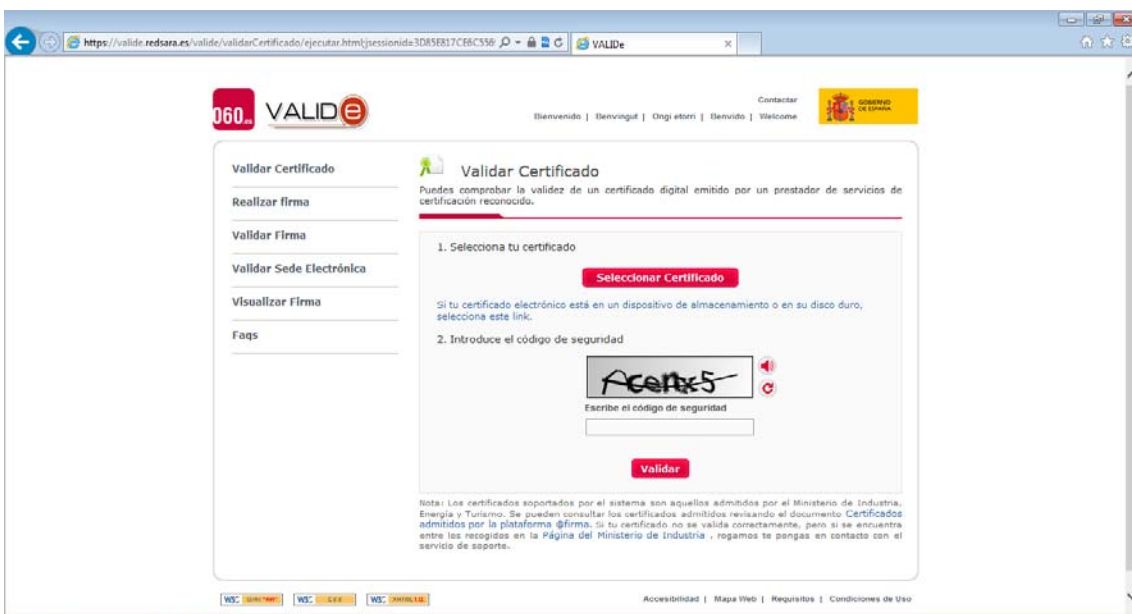 https://valide.redsara.es/valide/validarCertificado/ejecutar.html;jsessionid=3D85E817CE6C556
VALIDe
060.es VALIDe
Contactar
Bienvenido | Benvingut | Ongi etorri | Benvido | Welcome
GOBIERNO
DE ESPAÑA
Validar Certificado
Realizar firma
Validar Firma
Validar Sede Electrónica
Visualizar Firma
Faqs
Validar Certificado
Puedes comprobar la validez de un certificado digital emitido por un prestador de servicios de
certificación reconocido.
1. Selecciona tu certificado
Seleccionar Certificado
Si tu certificado electrónico está en un dispositivo de almacenamiento o en su disco duro,
selecciona este link.
2. Introduce el código de seguridad
Acenx5
Escribe el código de seguridad
Validar
Nota: Los certificados soportados por el sistema son aquellos admitidos por el Ministerio de Industria,
Energía y Turismo. Se pueden consultar los certificados admitidos revisando el documento Certificados
admitidos por la plataforma @firma. Si tu certificado no se valida correctamente, pero si se encuentra
entre los recogidos en la Página del Ministerio de Industria , rogamos te pongas en contacto con el
servicio de soporte.
W3C W3C W3C
Accesibilidad | Mapa Web | Requisitos | Condiciones de Uso